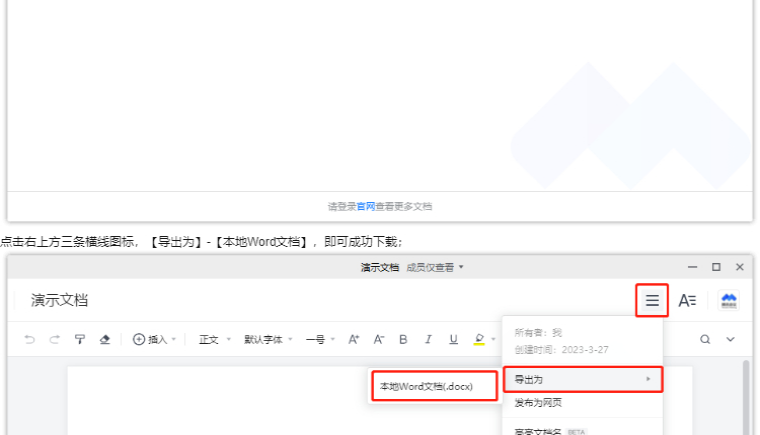 请登录官网查看更多文档
点击右上方三条横线图标，【导出为】-【本地Word文档】，即可成功下载；
演示文档 成员仅查看
演示文档
插入 正文 默认字体 一号 A+ A- B I U
所有者：我
创建时间：2023-3-27
本地Word文档(.docx) 导出为
发布为网页
BETA